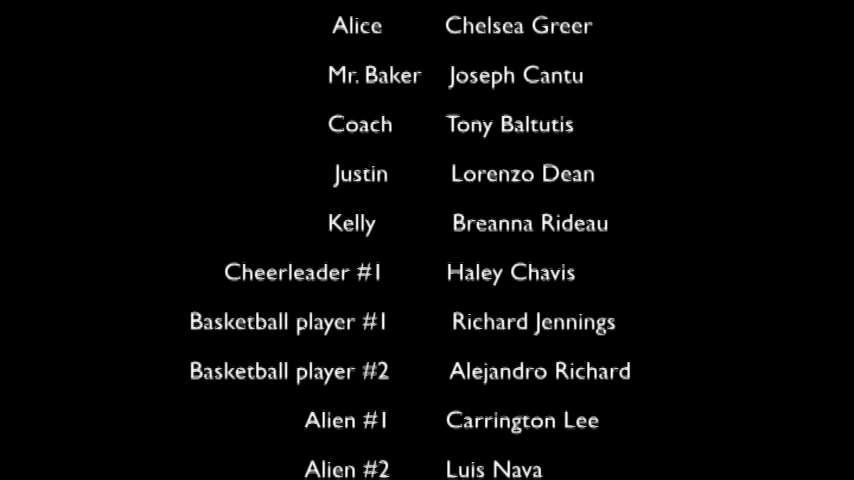 Alice Chelsea Greer
Mr. Baker Joseph Cantu
Coach Tony Baltutis
Justin Lorenzo Dean
Kelly Breanna Rideau
Cheerleader #1 Haley Chavis
Basketball player #1 Richard Jennings
Basketball player #2 Alejandro Richard
Alien #1 Carrington Lee
Alien #2 Luis Nava